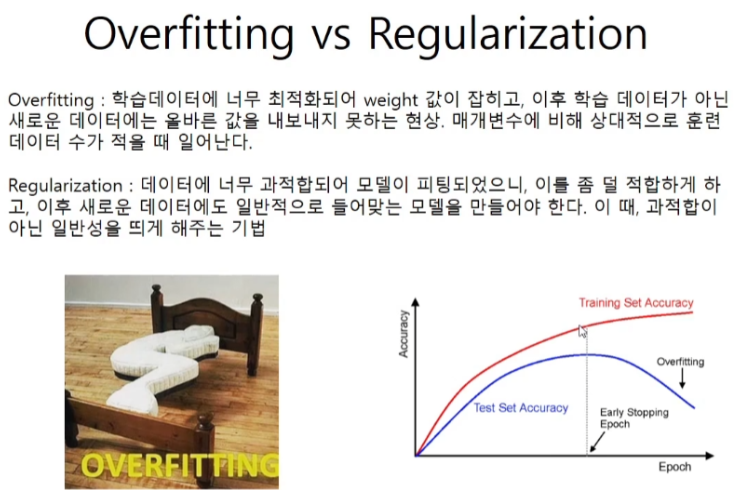 Overfitting vs Regularization
Overfitting : 학습데이터에 너무 최적화되어 weight 값이 잡히고, 이후 학습 데이터가 아닌
새로운 데이터에는 올바른 값을 내보내지 못하는 현상. 매개변수에 비해 상대적으로 훈련
데이터 수가 적을 때 일어난다.
Regularization : 데이터에 너무 과적합되어 모델이 피팅되었으니, 이를 좀 덜 적합하게 하
고, 이후 새로운 데이터에도 일반적으로 들어맞는 모델을 만들어야 한다. 이 때, 과적합이
아닌 일반성을 띄게 해주는 기법
OVERFITTING
Training Set Accuracy
Accuracy
Overfitting
Test Set Accuracy
Early Stopping
Epoch
Epoch